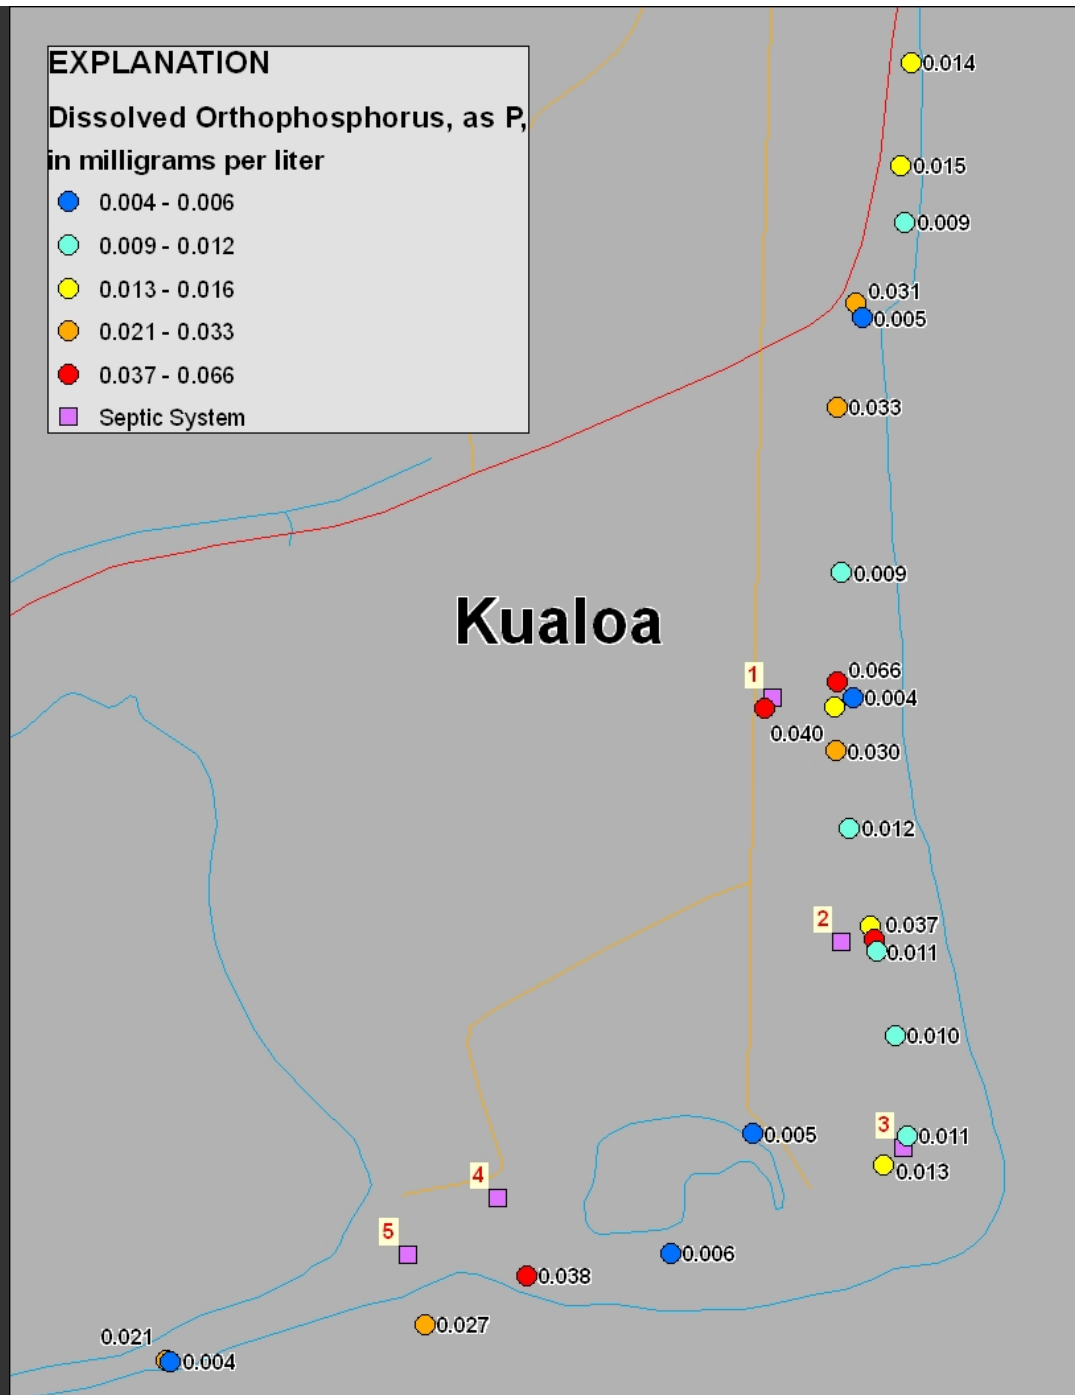 EXPLANATION
Dissolved Orthophosphorus, as P,
in milligrams per liter
0.004 - 0.006
0.009 - 0.012
0.013 - 0.016
0.021 - 0.033
0.037 - 0.066
Septic System
0.014
0.015
0.009
0.031
0.005
0.033
0.009
Kualoa
0.066
1
0.004
0.040
0.030
0.012
2
0.037
0.011
0.010
3
0.011
0.005
0.013
4
5
0.006
0.038
0.027
0.021
0.004